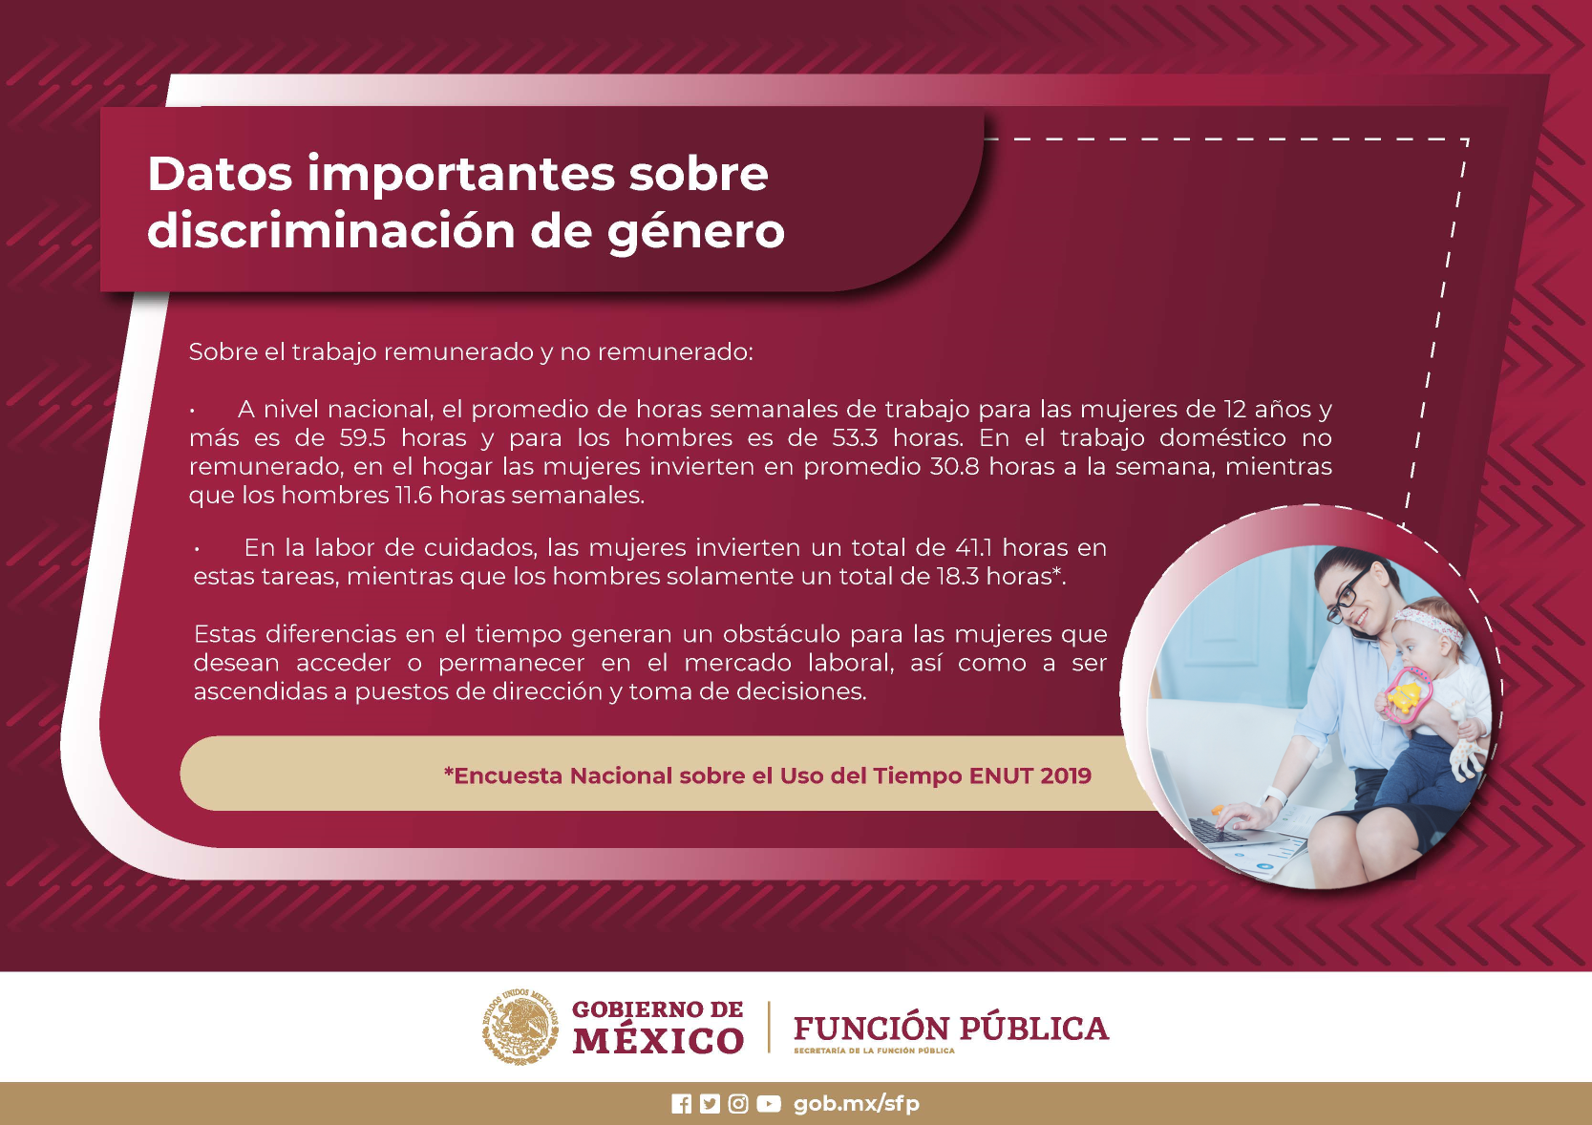 Datos importantes sobre
discriminación de género
Sobre el trabajo remunerado y no remunerado:
• A nivel nacional, el promedio de horas semanales de trabajo para las mujeres de 12 años y
más es de 59.5 horas y para los hombres es de 53.3 horas. En el trabajo doméstico no
remunerado, en el hogar las mujeres invierten en promedio 30.8 horas a la semana, mientras
que los hombres 11.6 horas semanales.
• En la labor de cuidados, las mujeres invierten un total de 41.1 horas en
estas tareas, mientras que los hombres solamente un total de 18.3 horas*.
Estas diferencias en el tiempo generan un obstáculo para las mujeres que
desean acceder o permanecer en el mercado laboral, así como a ser
ascendidas a puestos de dirección y toma de decisiones.
*Encuesta Nacional sobre el Uso del Tiempo ENUT 2019
ESTADOS UNIDOS MEXICANOS
GOBIERNO DE
MÉXICO
FUNCIÓN PÚBLICA
SECRETARÍA DE LA FUNCIÓN PÚBLICA
gob.mx/sfp